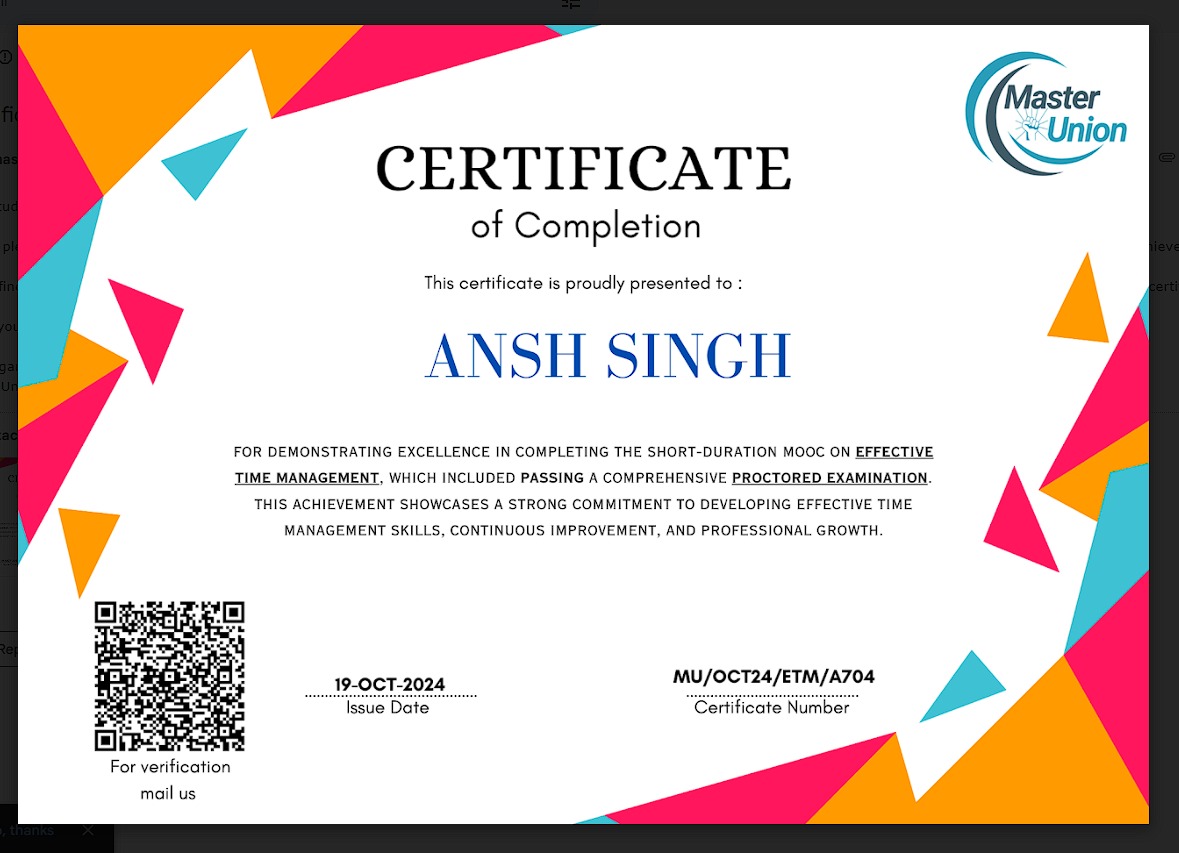 Master
Union
CERTIFICATE
of Completion
This certificate is proudly presented to :
ANSH SINGH
FOR DEMONSTRATING EXCELLENCE IN COMPLETING THE SHORT-DURATION MOOC ON EFFECTIVE
TIME MANAGEMENT, WHICH INCLUDED PASSING A COMPREHENSIVE PROCTORED EXAMINATION.
THIS ACHIEVEMENT SHOWCASES A STRONG COMMITMENT TO DEVELOPING EFFECTIVE TIME
MANAGEMENT SKILLS, CONTINUOUS IMPROVEMENT, AND PROFESSIONAL GROWTH.
19-OCT-2024
Issue Date
MU/OCT24/ETM/A704
Certificate Number
For verification
mail us
thanks